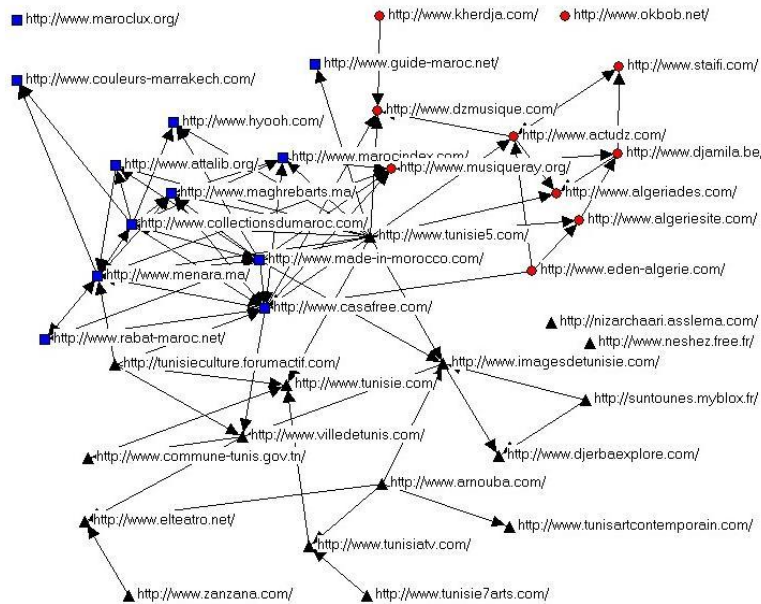 http://www.maroclux.org/
http://www.kherdja.com/
http://www.okbob.net/
http://www.couleurs-marrakech.com/
http://www.guide-maroc.net/
http://www.staifi.com/
http://www.hyooh.com/
http://www.dzmusique.com/
http://www.actudz.com/
http://www.attalib.org/
http://www.marocindex.com/
http://www.djamila.be/
http://www.musiqueray.org/
http://www.maghrebarts.ma/
http://www.algeriades.com/
http://www.collectionsdumaroc.com/
http://www.algeriesite.com/
http://www.tunisie5.com/
http://www.made-in-morocco.com/
http://www.menara.ma/
http://www.eden-algerie.com/
http://www.casafree.com/
http://nizarchaari.asslema.com/
http://www.rabat-maroc.net/
http://www.neshez.free.fr/
http://tunisieculture.forumactif.com/
http://www.imagesdetunisie.com/
http://www.tunisie.com/
http://suntounes.myblox.fr/
http://www.villedetunis.com/
http://www.commune-tunis.gov.tn/
http://www.djerbaexplore.com/
http://www.arnouba.com/
http://www.elteatro.net/
http://www.tunisartcontemporain.com/
http://www.tunisiatv.com/
http://www.zanzana.com/
http://www.tunisie7arts.com/